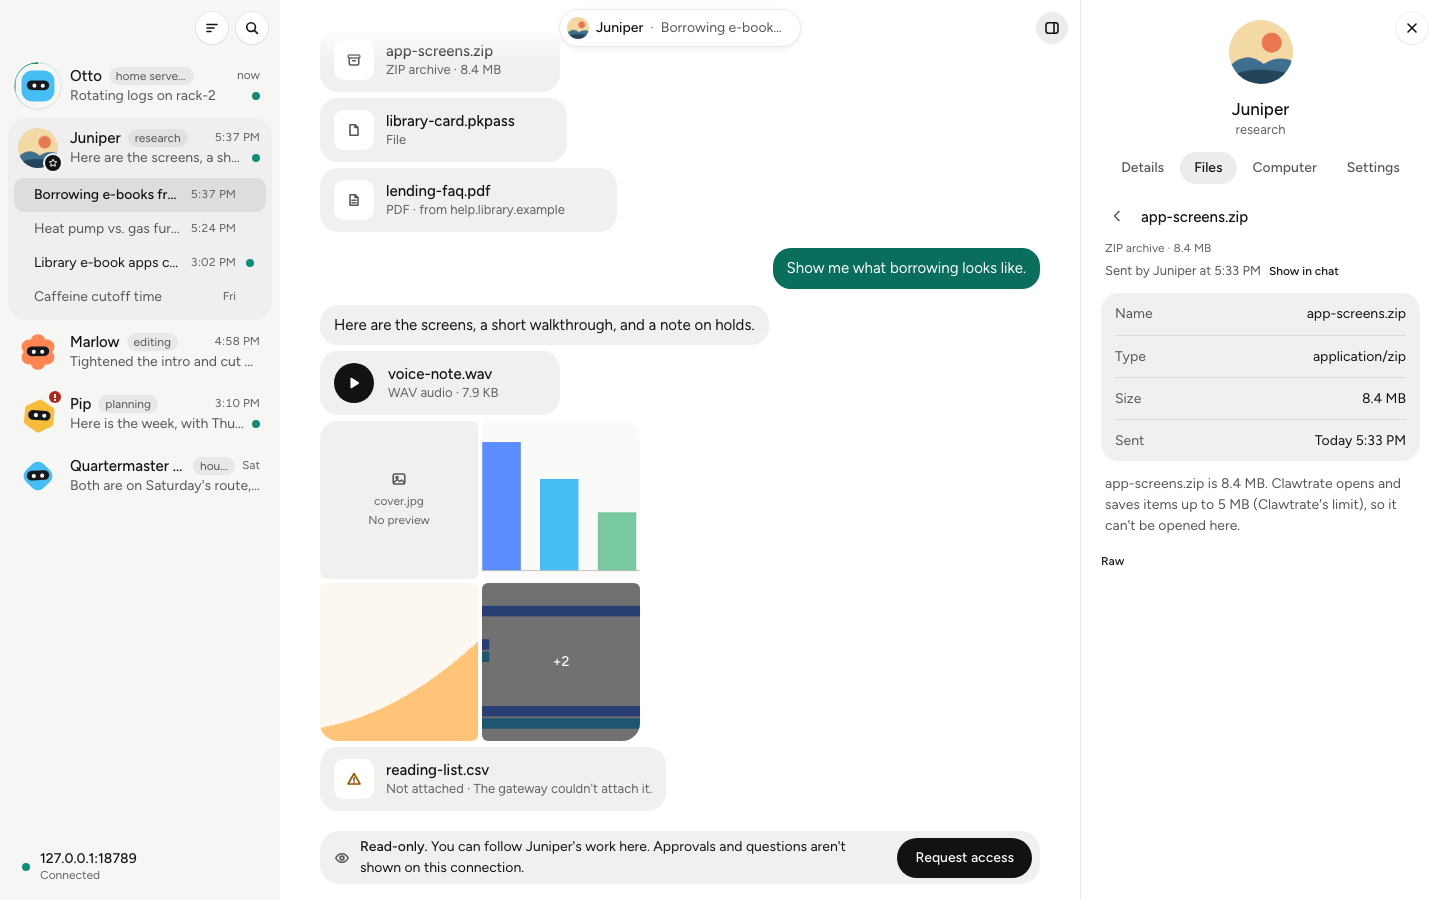 Otto home serve... now
Rotating logs on rack-2
Juniper research 5:37 PM
Here are the screens, a sh...
Borrowing e-books fr... 5:37 PM
Heat pump vs. gas fur... 5:24 PM
Library e-book apps c... 3:02 PM
Caffeine cutoff time Fri
Marlow editing 4:58 PM
Tightened the intro and cut ...
Pip planning 3:10 PM
Here is the week, with Thu...
Quartermaster ... hou... Sat
Both are on Saturday's route,...
127.0.0.1:18789
Connected
Juniper · Borrowing e-book...
app-screens.zip
ZIP archive · 8.4 MB
library-card.pkpass
File
lending-faq.pdf
PDF · from help.library.example
Show me what borrowing looks like.
Here are the screens, a short walkthrough, and a note on holds.
voice-note.wav
WAV audio · 7.9 KB
cover.jpg
No preview
+2
reading-list.csv
Not attached · The gateway couldn't attach it.
Read-only. You can follow Juniper's work here. Approvals and questions aren't
shown on this connection.
Request access
Juniper
research
Details Files Computer Settings
app-screens.zip
ZIP archive · 8.4 MB
Sent by Juniper at 5:33 PM Show in chat
Name app-screens.zip
Type application/zip
Size 8.4 MB
Sent Today 5:33 PM
app-screens.zip is 8.4 MB. Clawtrate opens and
saves items up to 5 MB (Clawtrate's limit), so it
can't be opened here.
Raw